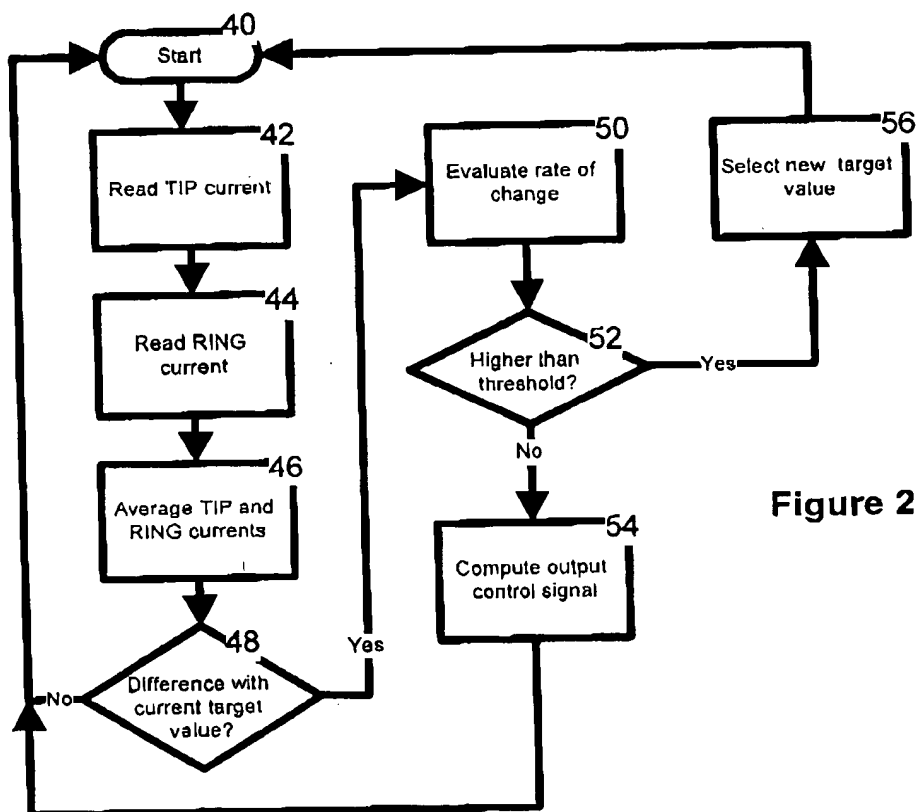 40
Start
42
Read TIP current
44
Read RING
current
46
Average TIP and
RING currents
48
Difference with
current target
value?
No
Yes
50
Evaluate rate of
change
52
Higher than
threshold?
Yes
No
54
Compute output
control signal
56
Select new target
value
Figure 2